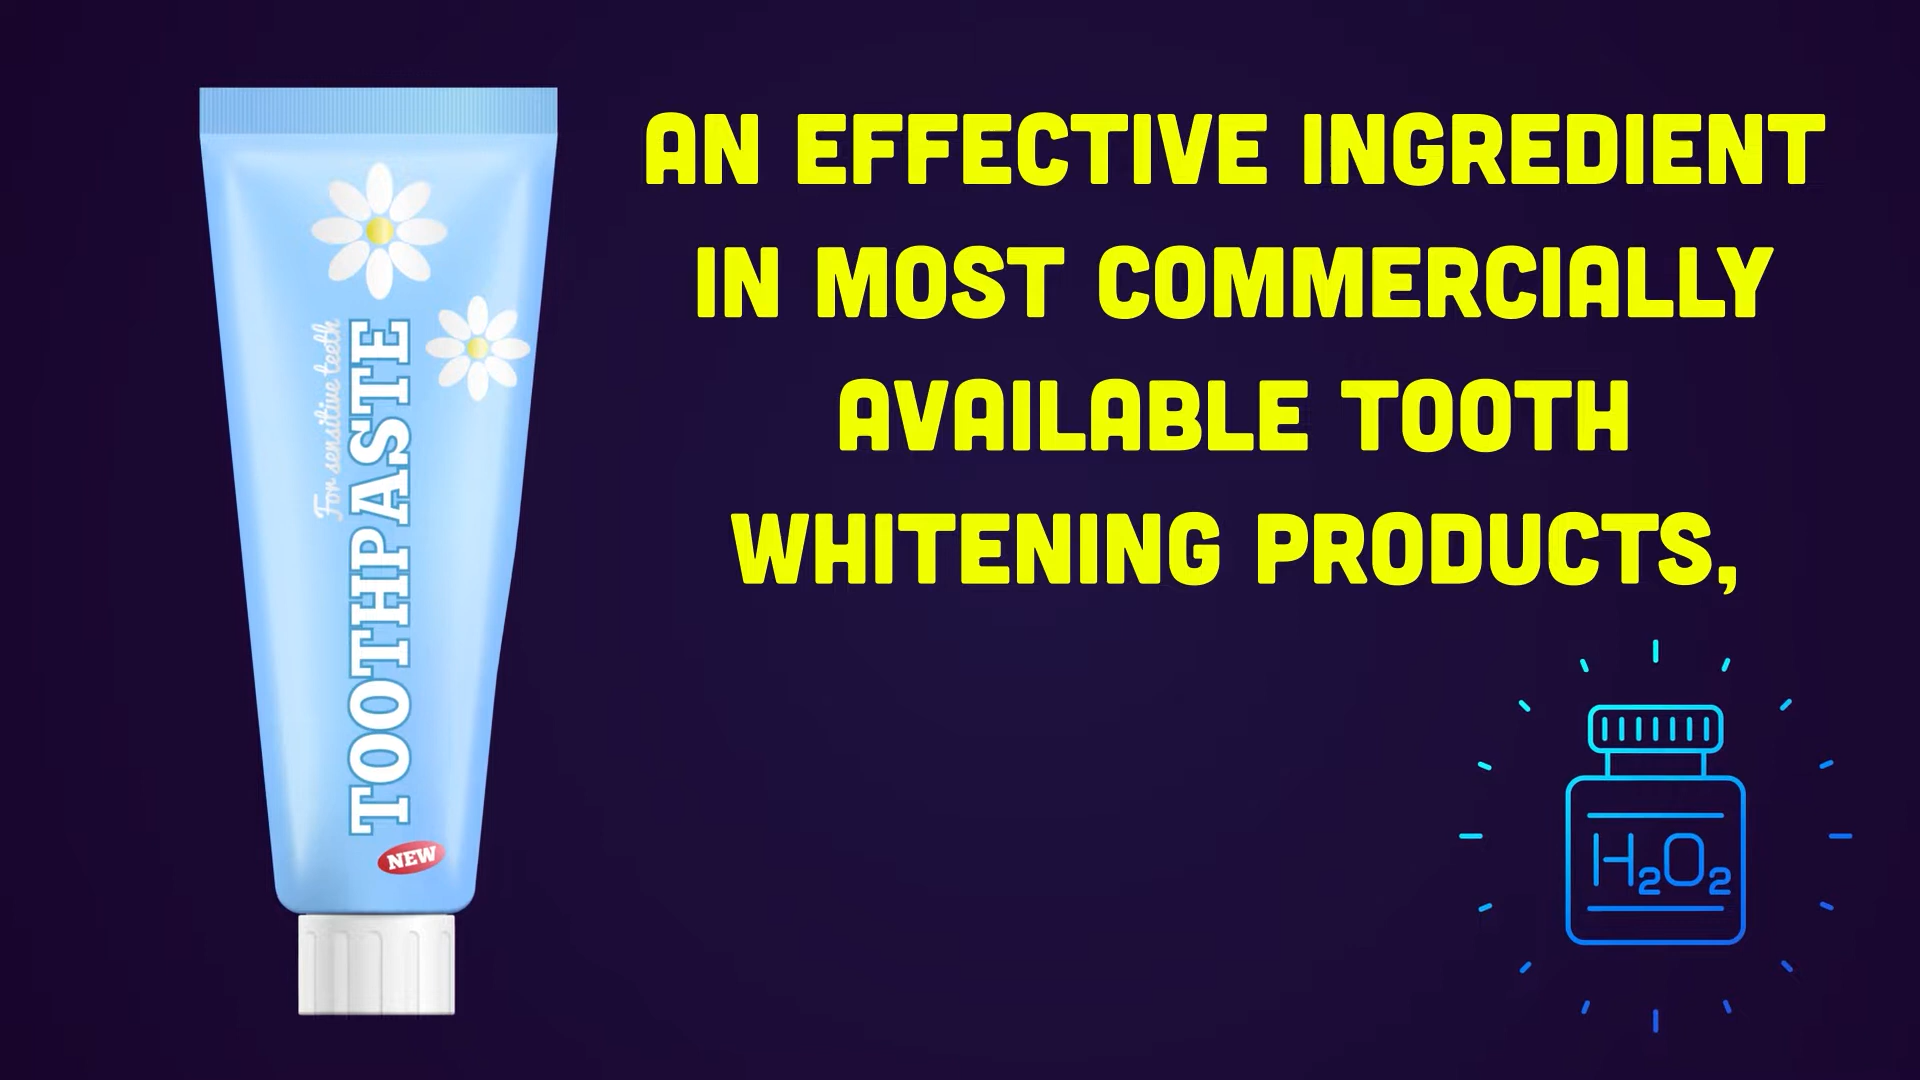 AN EFFECTIVE INGREDIENT
IN MOST COMMERCIALLY
AVAILABLE TOOTH
WHITENING PRODUCTS,
For sensitive teeth
TOOTHPASTE
NEW
H₂O₂